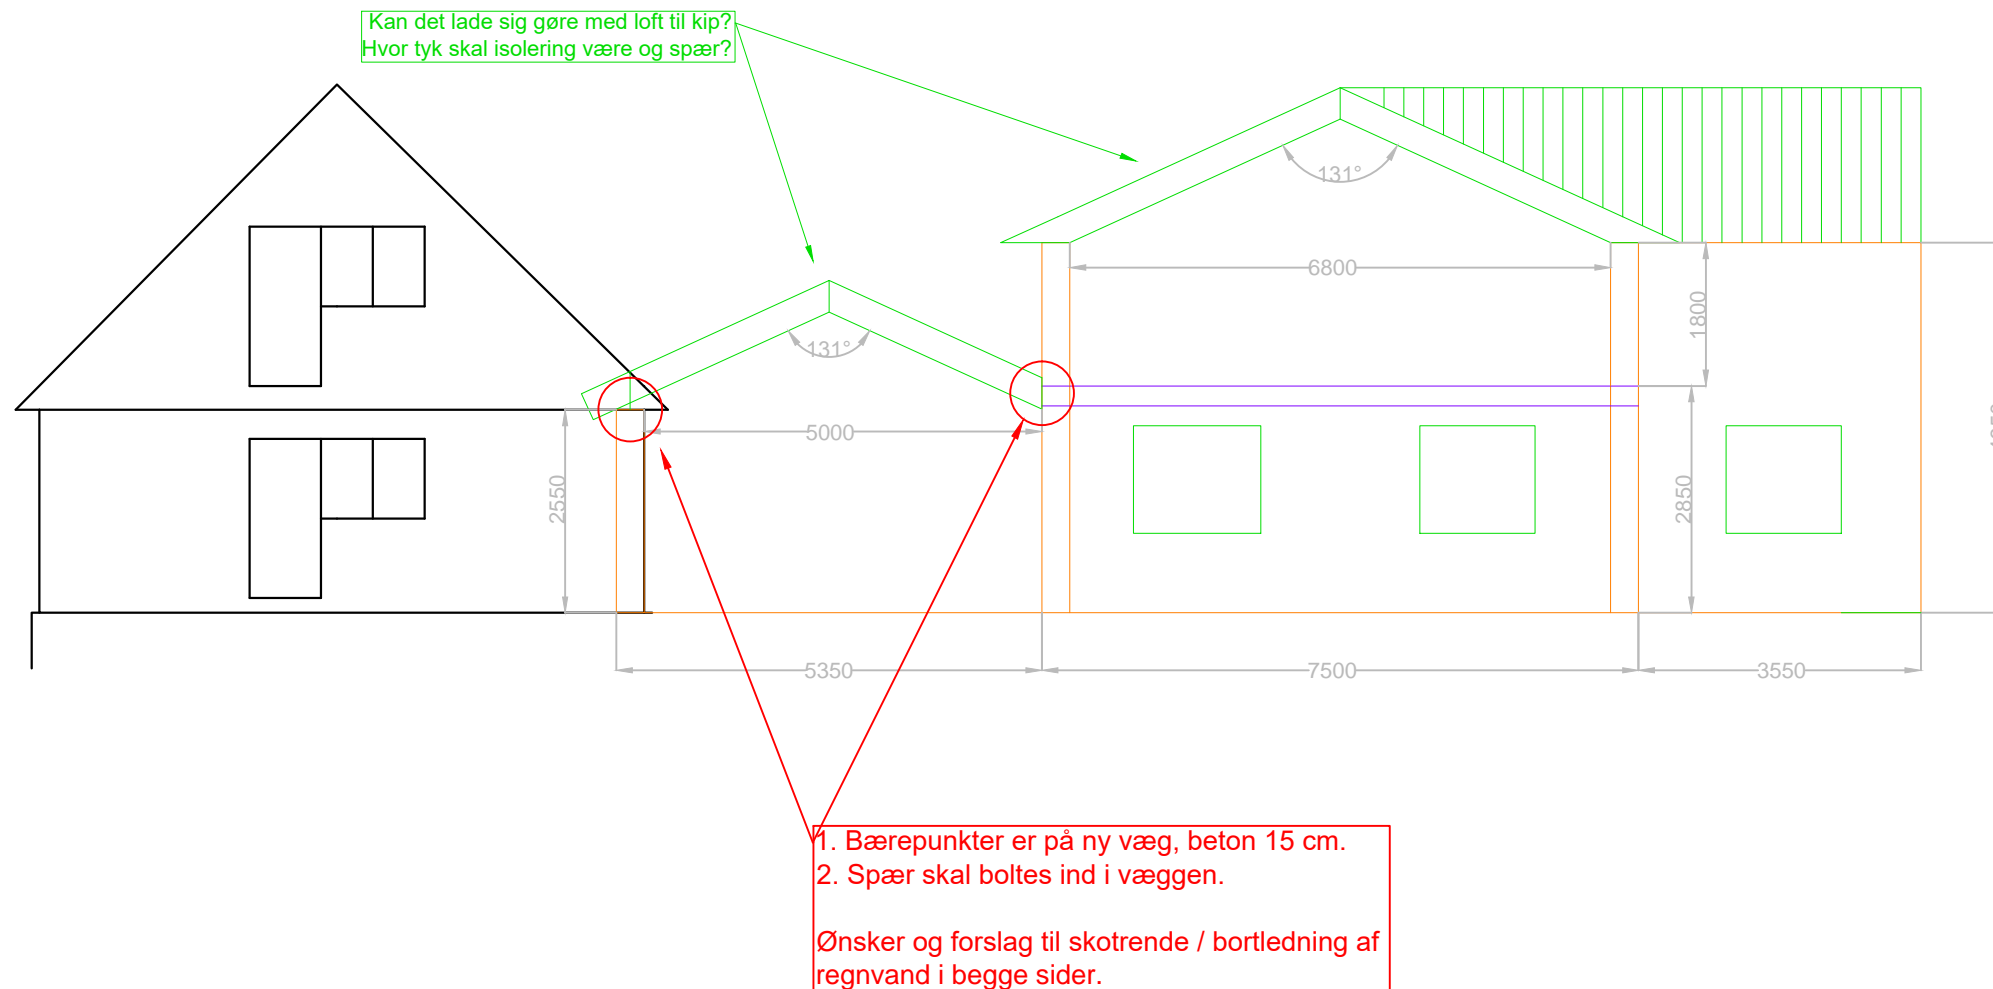 Kan det lade sig gøre med loft til kip?
Hvor tyk skal isolering være og spær?
131°
6800
1800
131°
5000
2550
2850
5350
7500
3550
1. Bærepunkter er på ny væg, beton 15 cm.
2. Spær skal boltes ind i væggen.
Ønsker og forslag til skotrende / bortledning af
regnvand i begge sider.